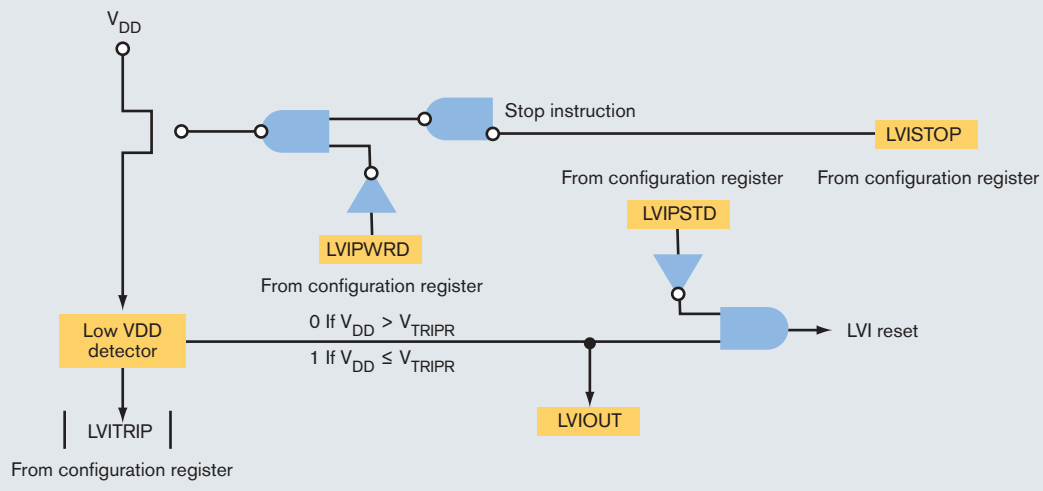 VDD
Stop instruction
LVISTOP
From configuration register
From configuration register
LVIPSTD
LVIPWRD
From configuration register
Low VDD
detector
0 If VDD > VTRIPR
1 If VDD ≤ VTRIPR
LVI reset
LVIOUT
LVITRIP
From configuration register